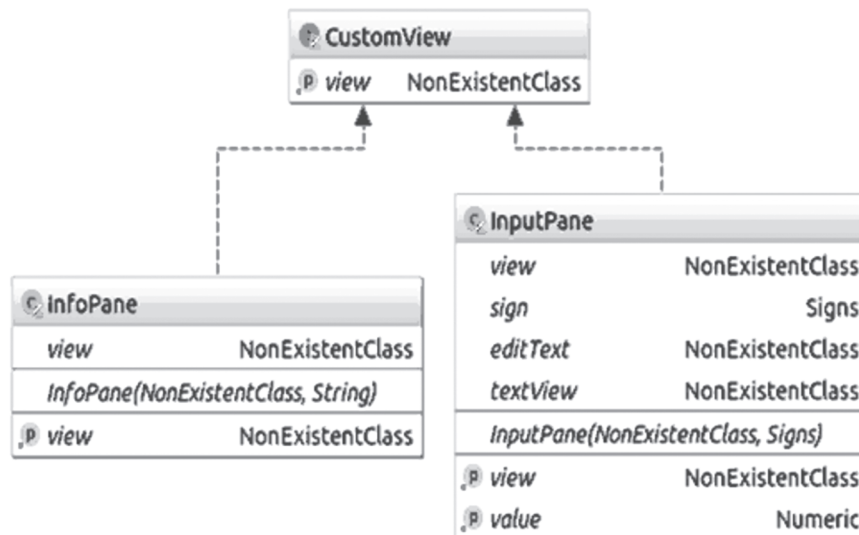 CustomView
view NonExistentClass
InputPane
view NonExistentClass
sign Signs
editText NonExistentClass
textView NonExistentClass
InputPane(NonExistentClass, Signs)
view NonExistentClass
value Numeric
InfoPane
view NonExistentClass
InfoPane(NonExistentClass, String)
view NonExistentClass